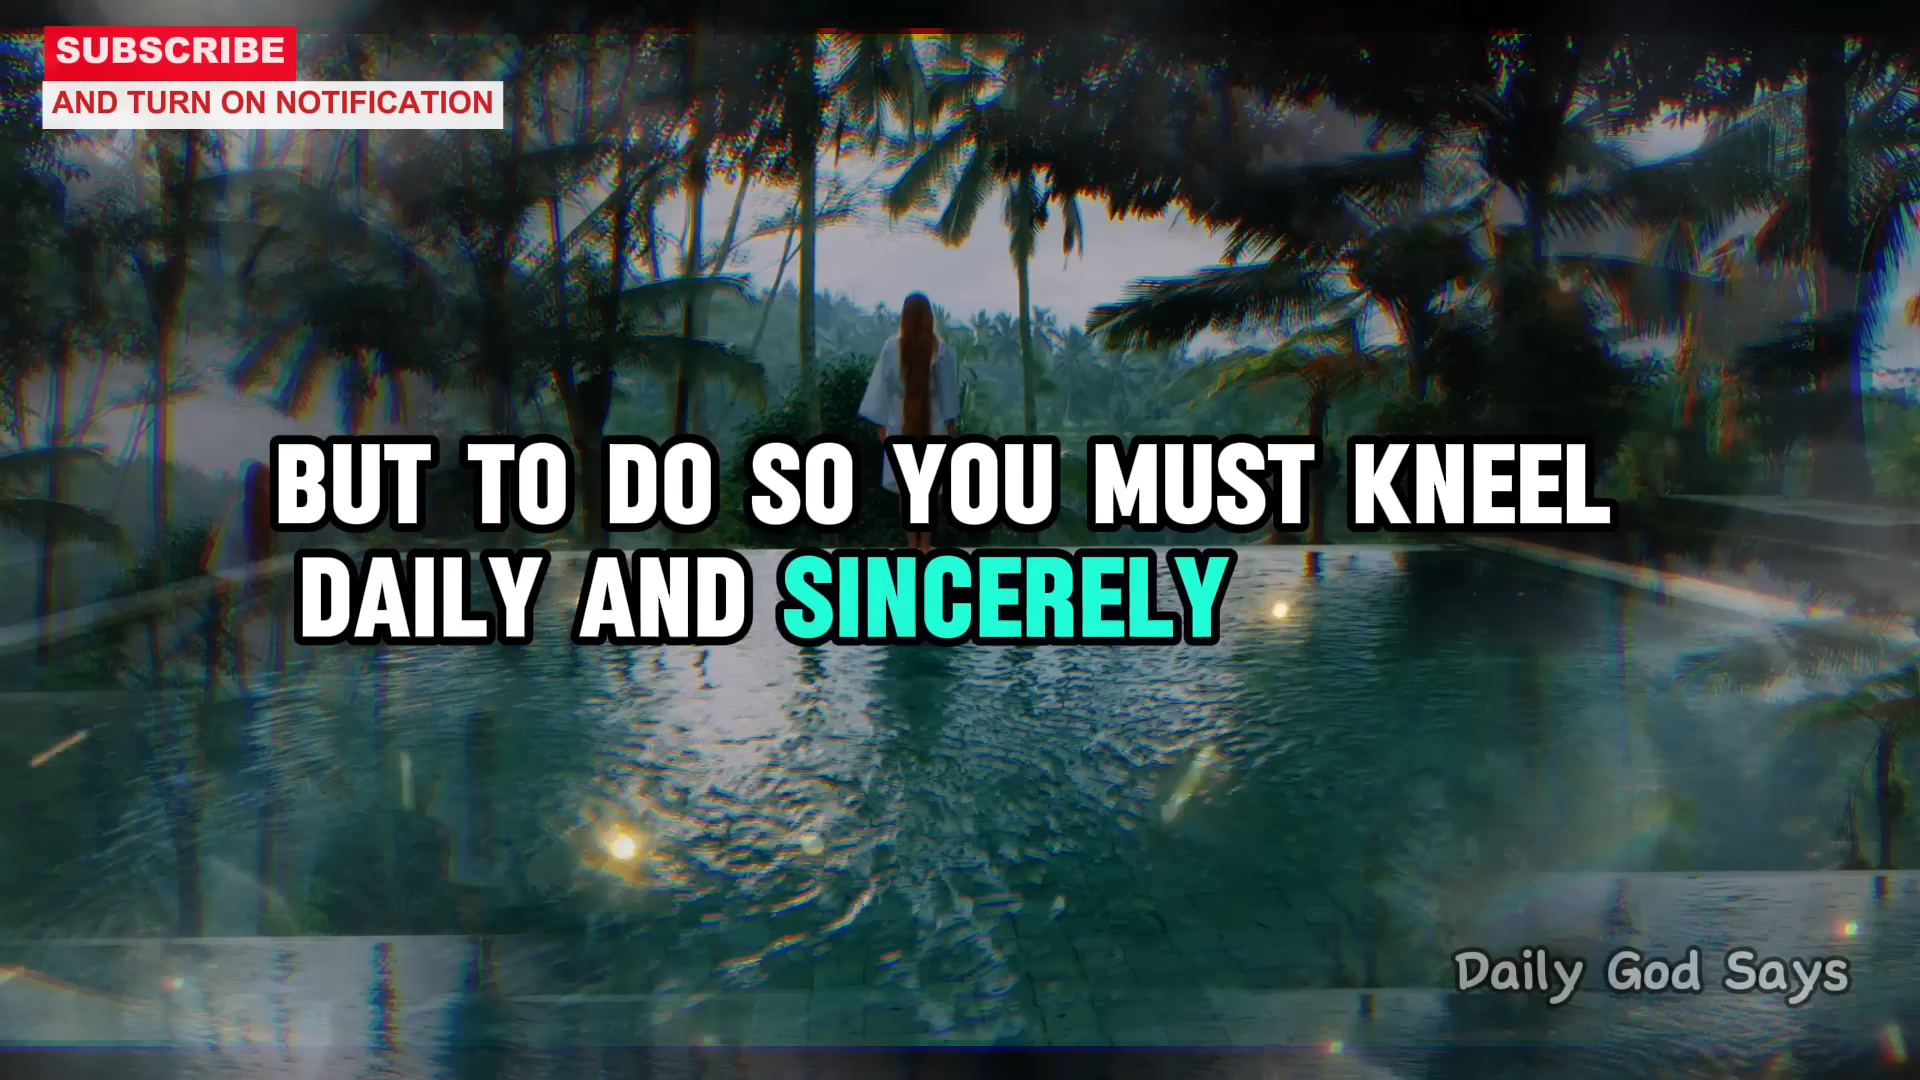 SUBSCRIBE
AND TURN ON NOTIFICATION
BUT TO DO SO YOU MUST KNEEL
DAILY AND SINCERELY
Daily God Says